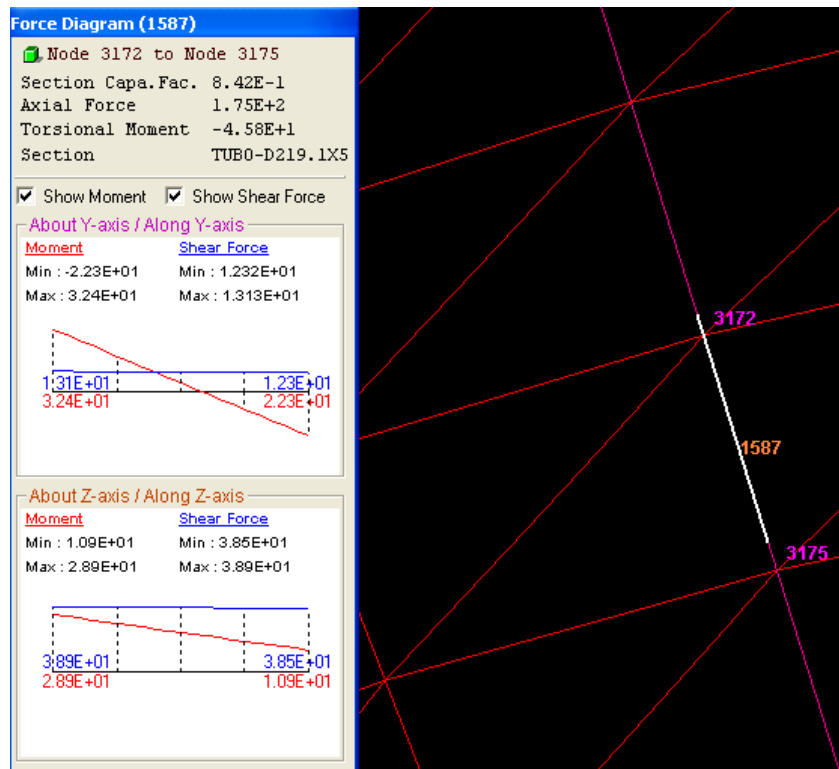 Force Diagram (1587)
Node 3172 to Node 3175
Section Capa.Fac. 8.42E-1
Axial Force 1.75E+2
Torsional Moment -4.58E+1
Section TUBO-D219.1X5
Show Moment Show Shear Force
About Y-axis / Along Y-axis
Moment Shear Force
Min : -2.23E+01 Min : 1.232E+01
Max : 3.24E+01 Max : 1.313E+01
1.31E+01 1.23E+01
3.24E+01 2.23E+01
About Z-axis / Along Z-axis
Moment Shear Force
Min : 1.09E+01 Min : 3.85E+01
Max : 2.89E+01 Max : 3.89E+01
3.89E+01 3.85E+01
2.89E+01 1.09E+01
3172
1587
3175